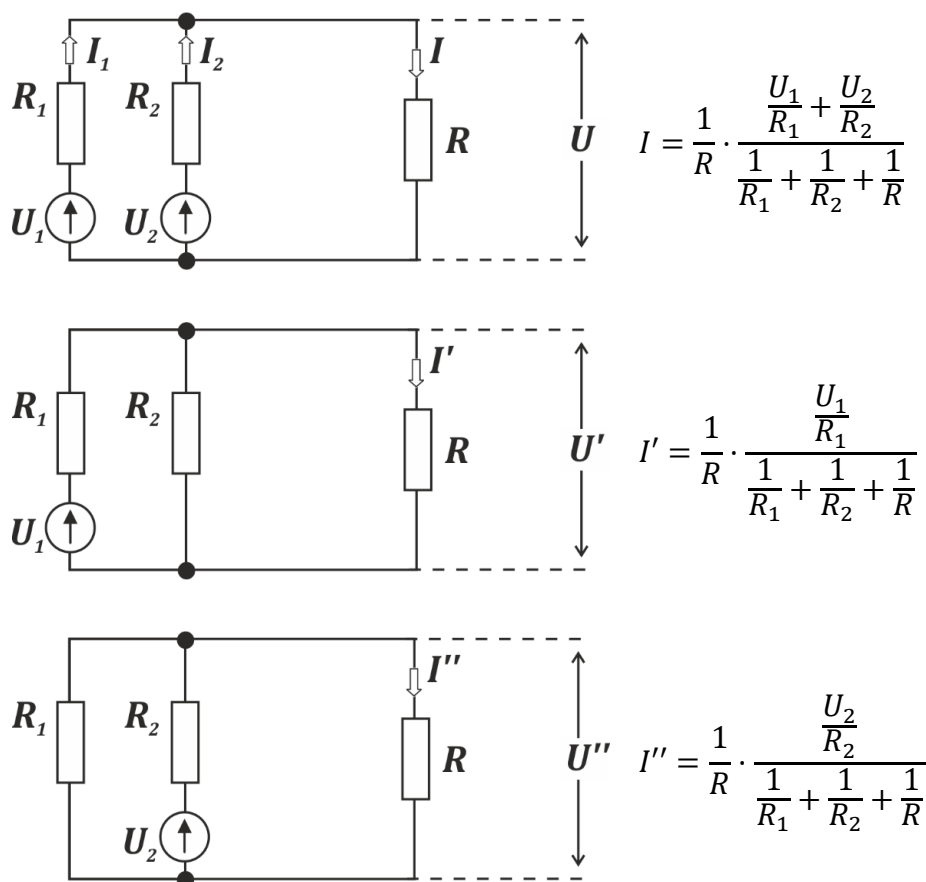 I₁ I₂ I
R₁ R₂ R U
U₁ U₂
I = 1/R · (U₁/R₁ + U₂/R₂)/(1/R₁ + 1/R₂ + 1/R)
I'
R₁ R₂ R U'
U₁
I' = 1/R · (U₁/R₁)/(1/R₁ + 1/R₂ + 1/R)
I''
R₁ R₂ R U''
U₂
I'' = 1/R · (U₂/R₂)/(1/R₁ + 1/R₂ + 1/R)